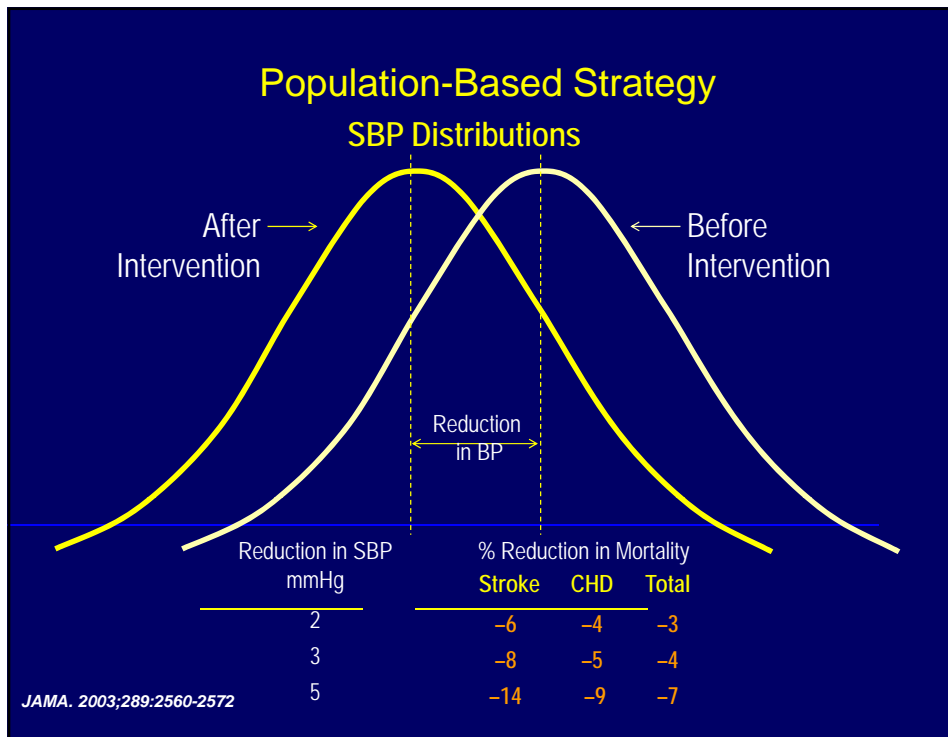 Population-Based Strategy
SBP Distributions
After
Intervention
Before
Intervention
Reduction
in BP
Reduction in SBP
mmHg
% Reduction in Mortality
Stroke CHD Total
2 –6 –4 –3
3 –8 –5 –4
5 –14 –9 –7
JAMA. 2003;289:2560-2572